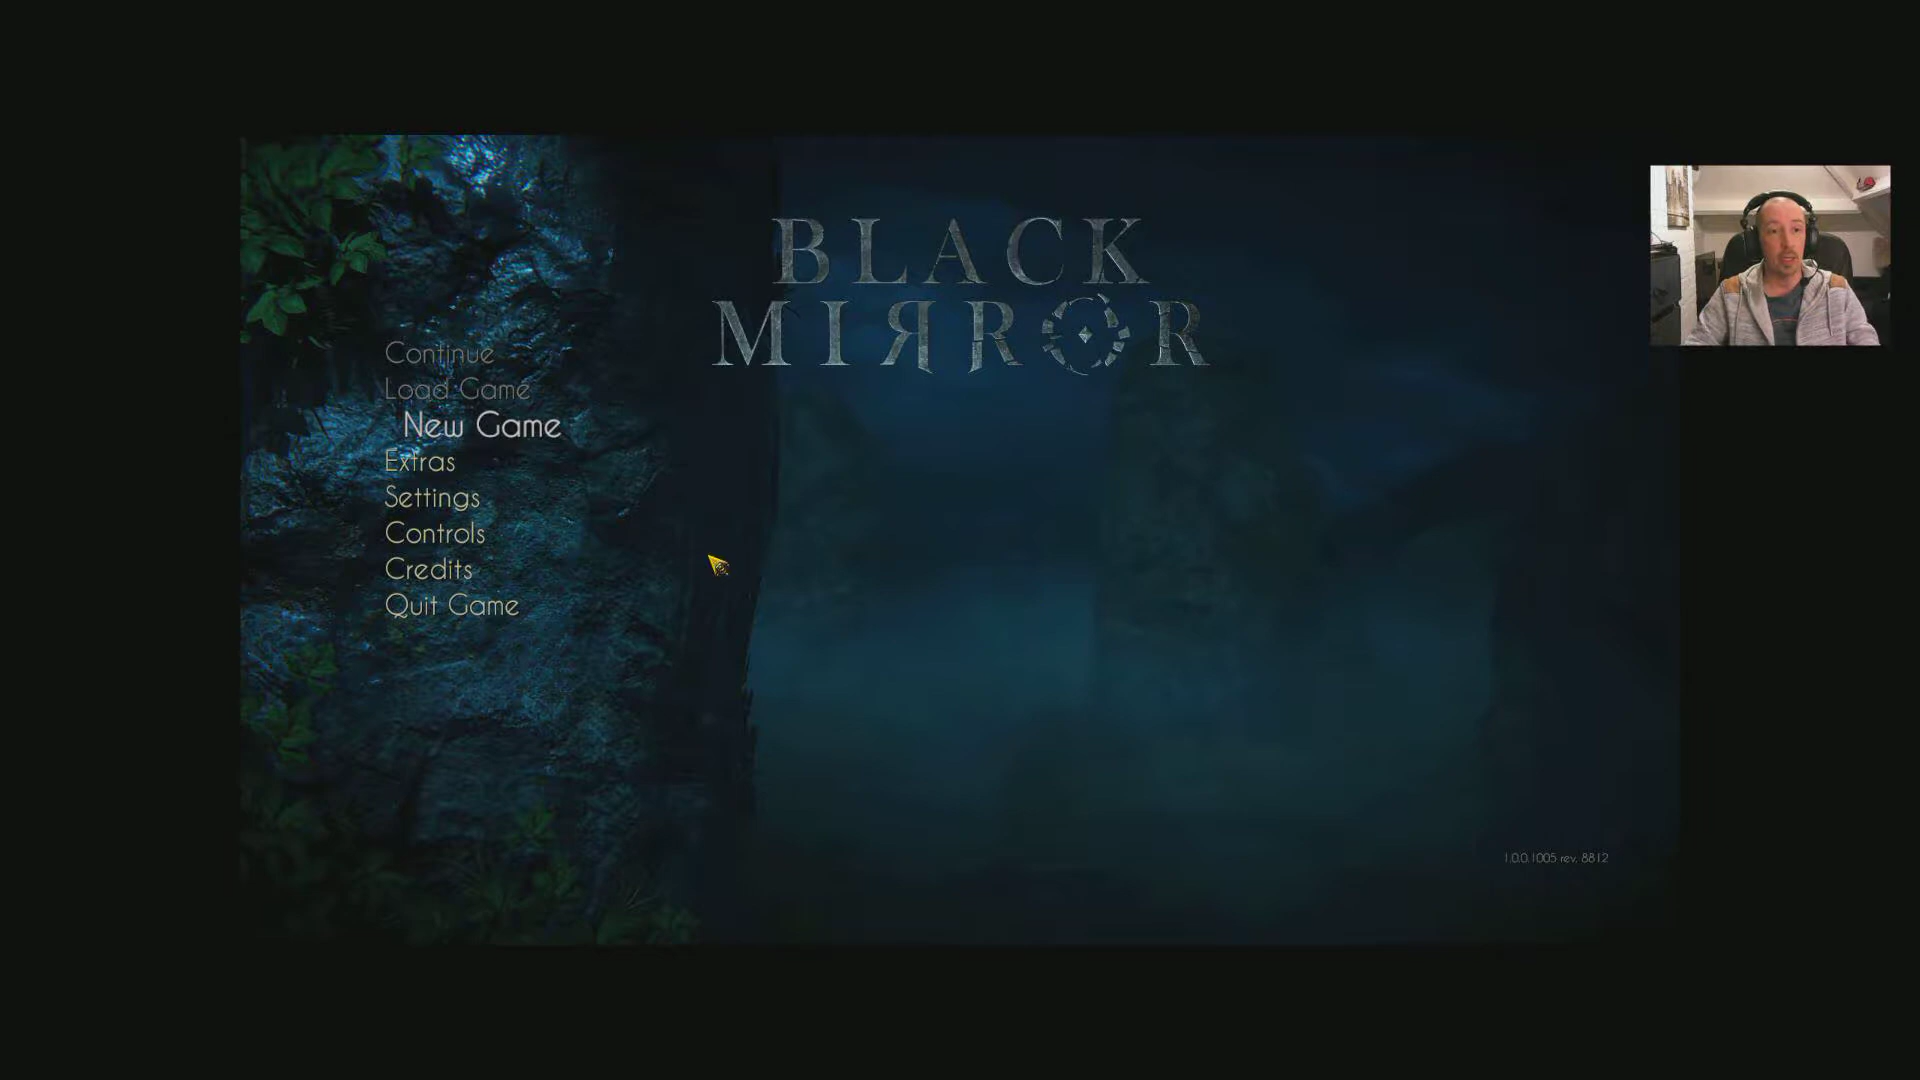 BLACK
MIRROR
Continue
Load Game
New Game
Extras
Settings
Controls
Credits
Quit Game
1.0.0.1005 rev. 8812